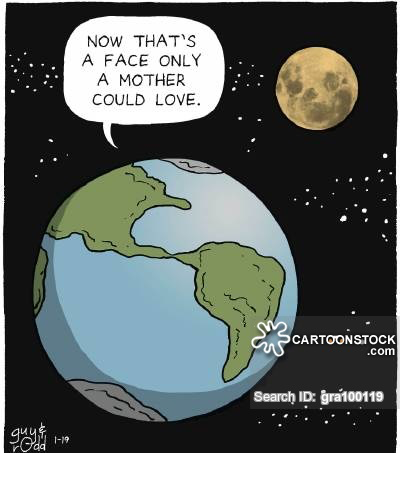 NOW THAT'S
A FACE ONLY
A MOTHER
COULD LOVE.
CARTOONSTOCK
.com
Search ID: gra100119
guy &
rodd 1-19